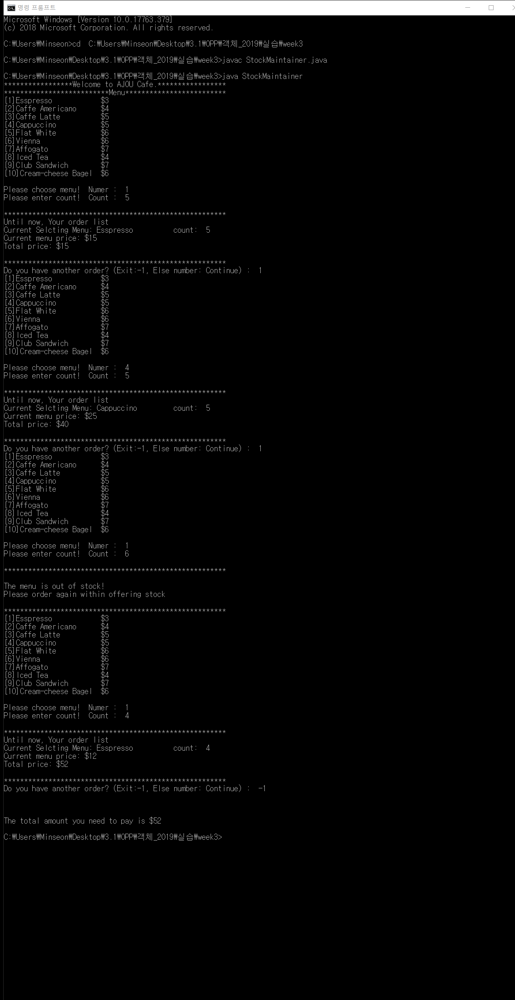 명령 프롬프트
Microsoft Windows [Version 10.0.17763.379]
(c) 2018 Microsoft Corporation. All rights reserved.
C:₩Users₩Minseon>cd  C:₩Users₩Minseon₩Desktop₩3.1₩OPP₩객체_2019₩실습₩week3
C:₩Users₩Minseon₩Desktop₩3.1₩OPP₩객체_2019₩실습₩week3>javac StockMaintainer.java
C:₩Users₩Minseon₩Desktop₩3.1₩OPP₩객체_2019₩실습₩week3>java StockMaintainer
*****************Welcome to AJOU Cafe.*****************
**************************Menu*************************
[1]Esspresso            $3
[2]Caffe Americano      $4
[3]Caffe Latte          $5
[4]Cappuccino           $5
[5]Flat White           $6
[6]Vienna               $6
[7]Affogato             $7
[8]Iced Tea             $4
[9]Club Sandwich        $7
[10]Cream-cheese Bagel  $6
Please choose menu!  Numer :  1
Please enter count!  Count :  5
*******************************************************
Until now, Your order list
Current Selcting Menu: Esspresso          count:  5
Current menu price: $15
Total price: $15
*******************************************************
Do you have another order? (Exit:-1, Else number: Continue) :  1
[1]Esspresso            $3
[2]Caffe Americano      $4
[3]Caffe Latte          $5
[4]Cappuccino           $5
[5]Flat White           $6
[6]Vienna               $6
[7]Affogato             $7
[8]Iced Tea             $4
[9]Club Sandwich        $7
[10]Cream-cheese Bagel  $6
Please choose menu!  Numer :  4
Please enter count!  Count :  5
*******************************************************
Until now, Your order list
Current Selcting Menu: Cappuccino         count:  5
Current menu price: $25
Total price: $40
*******************************************************
Do you have another order? (Exit:-1, Else number: Continue) :  1
[1]Esspresso            $3
[2]Caffe Americano      $4
[3]Caffe Latte          $5
[4]Cappuccino           $5
[5]Flat White           $6
[6]Vienna               $6
[7]Affogato             $7
[8]Iced Tea             $4
[9]Club Sandwich        $7
[10]Cream-cheese Bagel  $6
Please choose menu!  Numer :  1
Please enter count!  Count :  6
*******************************************************
The menu is out of stock!
Please order again within offering stock
*******************************************************
[1]Esspresso            $3
[2]Caffe Americano      $4
[3]Caffe Latte          $5
[4]Cappuccino           $5
[5]Flat White           $6
[6]Vienna               $6
[7]Affogato             $7
[8]Iced Tea             $4
[9]Club Sandwich        $7
[10]Cream-cheese Bagel  $6
Please choose menu!  Numer :  1
Please enter count!  Count :  4
*******************************************************
Until now, Your order list
Current Selcting Menu: Esspresso          count:  4
Current menu price: $12
Total price: $52
*******************************************************
Do you have another order? (Exit:-1, Else number: Continue) :  -1
The total amount you need to pay is $52
C:₩Users₩Minseon₩Desktop₩3.1₩OPP₩객체_2019₩실습₩week3>